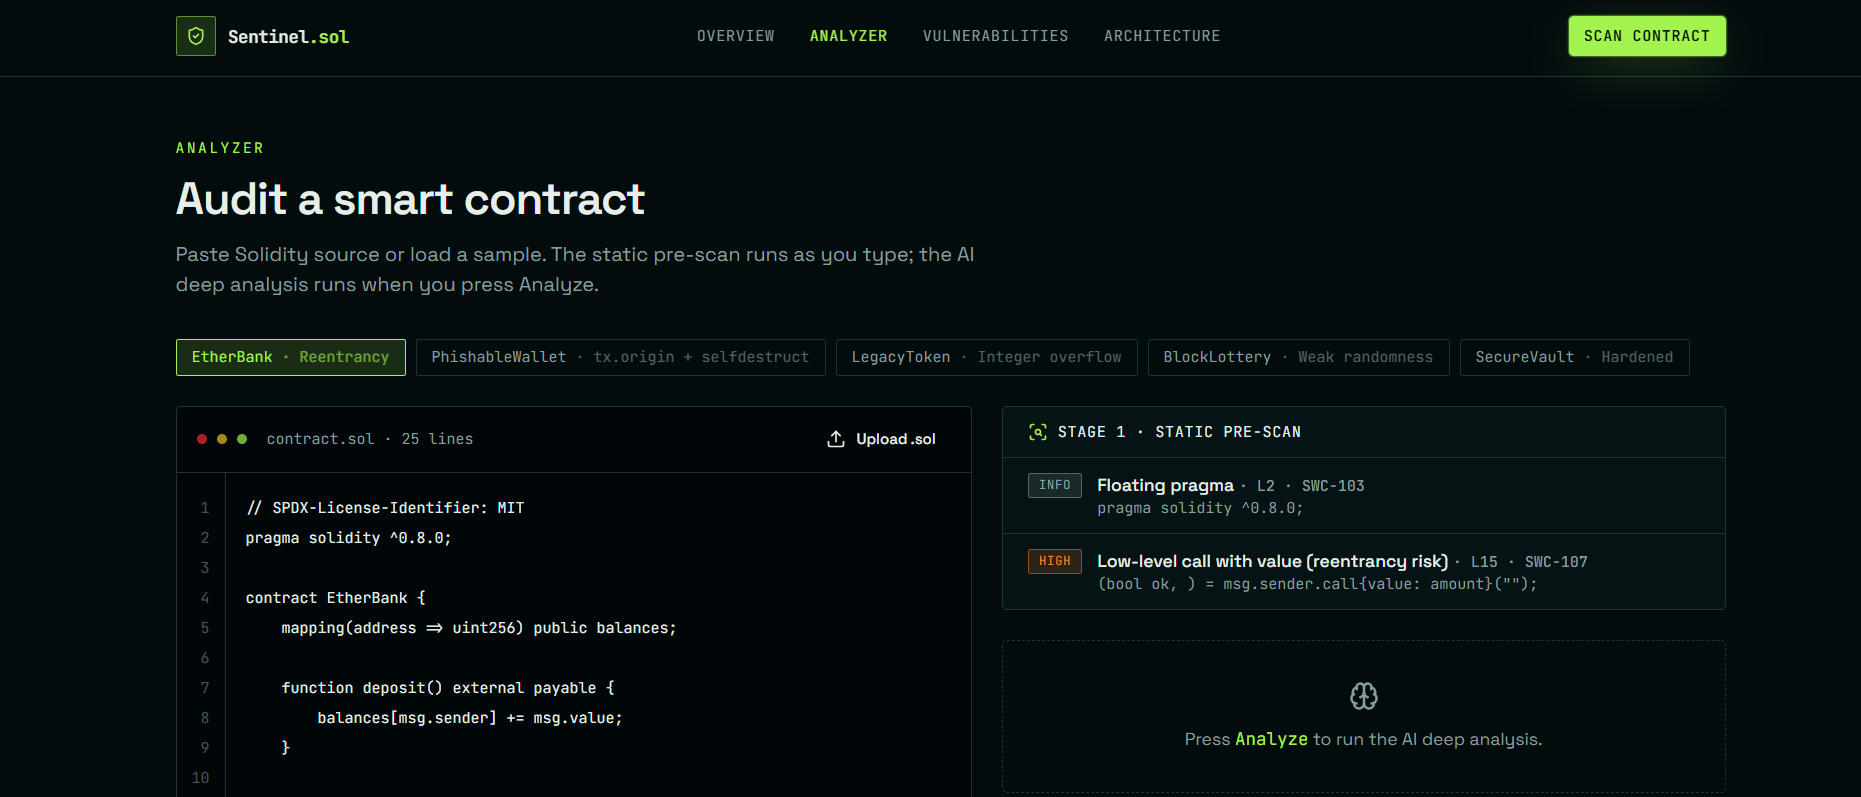 Sentinel.sol
OVERVIEW ANALYZER VULNERABILITIES ARCHITECTURE
SCAN CONTRACT
ANALYZER
Audit a smart contract
Paste Solidity source or load a sample. The static pre-scan runs as you type; the AI
deep analysis runs when you press Analyze.
EtherBank · Reentrancy
PhishableWallet · tx.origin + selfdestruct
LegacyToken · Integer overflow
BlockLottery · Weak randomness
SecureVault · Hardened
contract.sol · 25 lines
Upload .sol
1 // SPDX-License-Identifier: MIT
2 pragma solidity ^0.8.0;
3
4 contract EtherBank {
5 mapping(address => uint256) public balances;
6
7 function deposit() external payable {
8 balances[msg.sender] += msg.value;
9 }
10
STAGE 1 · STATIC PRE-SCAN
INFO Floating pragma · L2 · SWC-103
pragma solidity ^0.8.0;
HIGH Low-level call with value (reentrancy risk) · L15 · SWC-107
(bool ok, ) = msg.sender.call{value: amount}("");
Press Analyze to run the AI deep analysis.